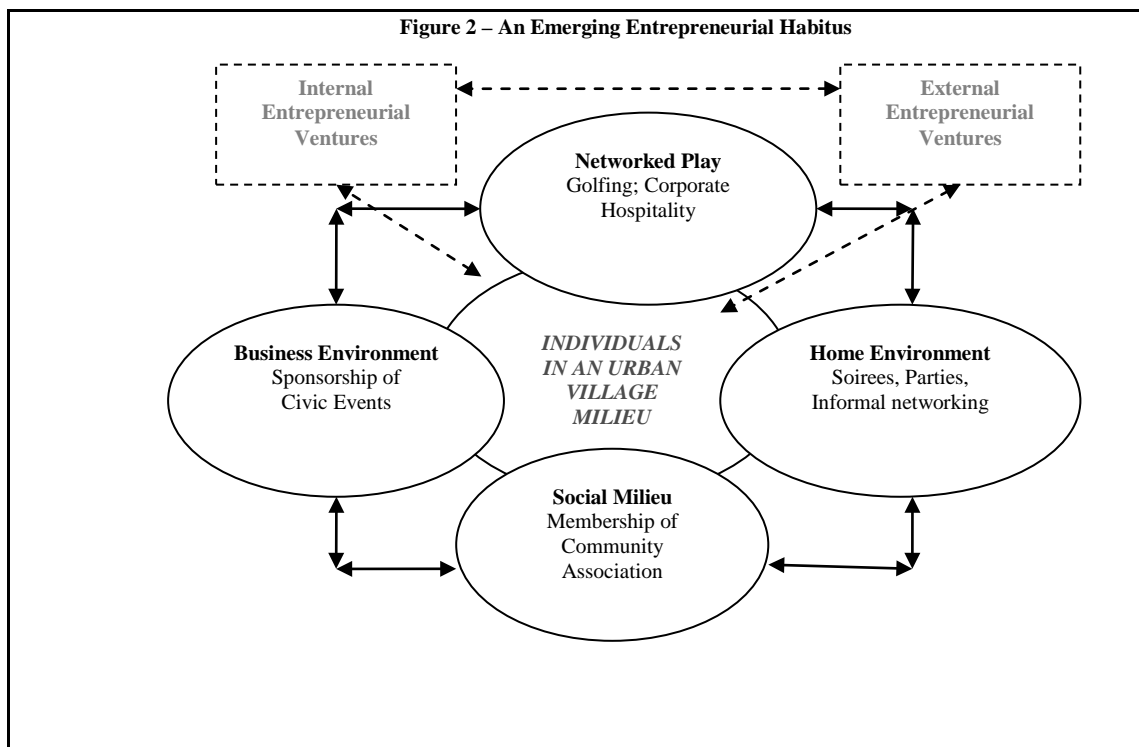 Figure 2 – An Emerging Entrepreneurial Habitus
Internal
Entrepreneurial
Ventures
External
Entrepreneurial
Ventures
Networked Play
Golfing; Corporate
Hospitality
Business Environment
Sponsorship of
Civic Events
INDIVIDUALS
IN AN URBAN
VILLAGE
MILIEU
Home Environment
Soirees, Parties,
Informal networking
Social Milieu
Membership of
Community
Association